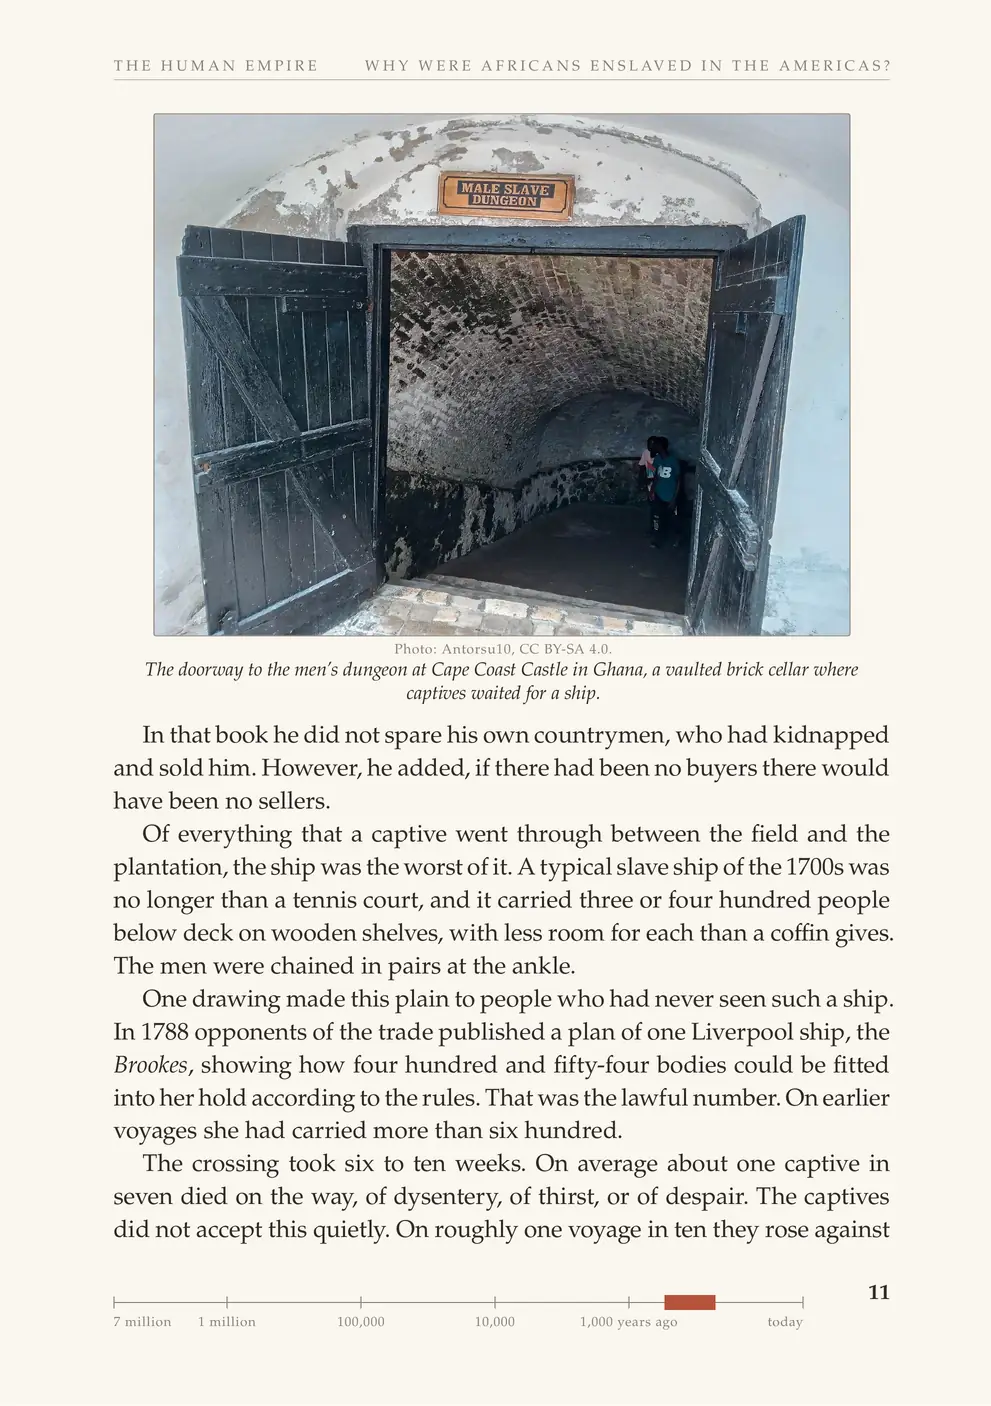 THE HUMAN EMPIRE WHY WERE AFRICANS ENSLAVED IN THE AMERICAS?
MALE SLAVE
DUNGEON
B
Photo: Antorsu10, CC BY-SA 4.0.
The doorway to the men’s dungeon at Cape Coast Castle in Ghana, a vaulted brick cellar where
captives waited for a ship.
In that book he did not spare his own countrymen, who had kidnapped
and sold him. However, he added, if there had been no buyers there would
have been no sellers.
Of everything that a captive went through between the field and the
plantation, the ship was the worst of it. A typical slave ship of the 1700s was
no longer than a tennis court, and it carried three or four hundred people
below deck on wooden shelves, with less room for each than a coffin gives.
The men were chained in pairs at the ankle.
One drawing made this plain to people who had never seen such a ship.
In 1788 opponents of the trade published a plan of one Liverpool ship, the
Brookes, showing how four hundred and fifty-four bodies could be fitted
into her hold according to the rules. That was the lawful number. On earlier
voyages she had carried more than six hundred.
The crossing took six to ten weeks. On average about one captive in
seven died on the way, of dysentery, of thirst, or of despair. The captives
did not accept this quietly. On roughly one voyage in ten they rose against
11
7 million 1 million 100,000 10,000 1,000 years ago today